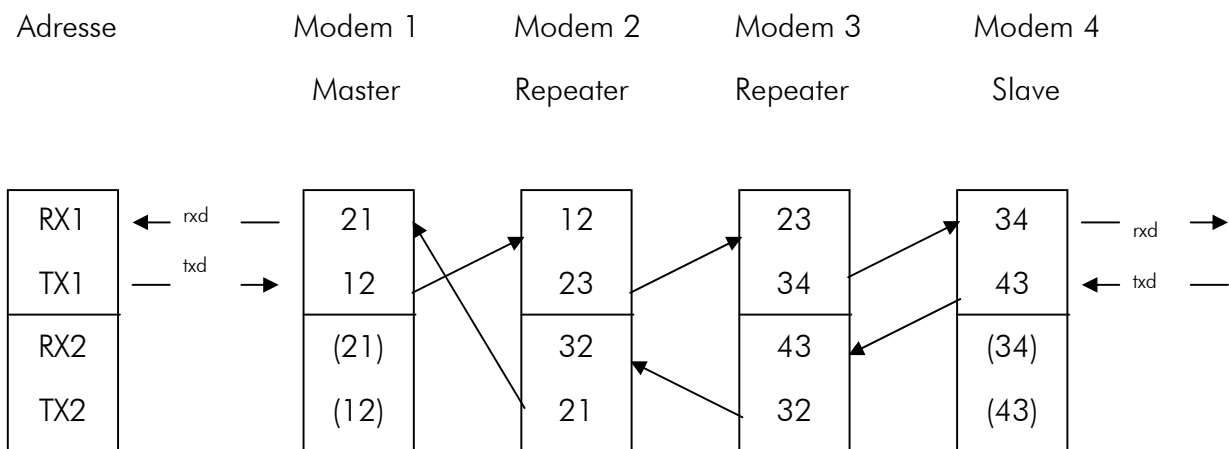 Adresse Modem 1 Modem 2 Modem 3 Modem 4
Master Repeater Repeater Slave
RX1 rxd 21 12 23 34 rxd
TX1 txd 12 23 34 43 txd
RX2 (21) 32 43 (34)
TX2 (12) 21 32 (43)